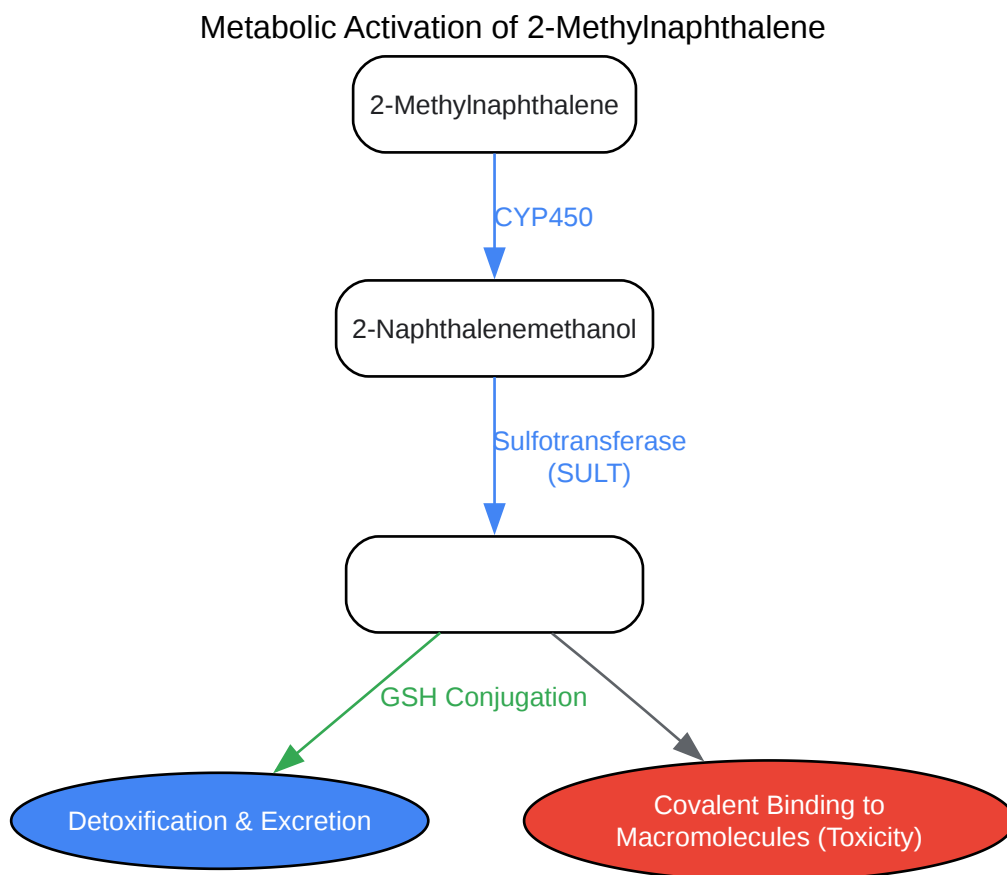 Metabolic Activation of 2-Methylnaphthalene
2-Methylnaphthalene
CYP450
2-Naphthalenemethanol
Sulfotransferase
(SULT)
GSH Conjugation
Detoxification & Excretion
Covalent Binding to
Macromolecules (Toxicity)